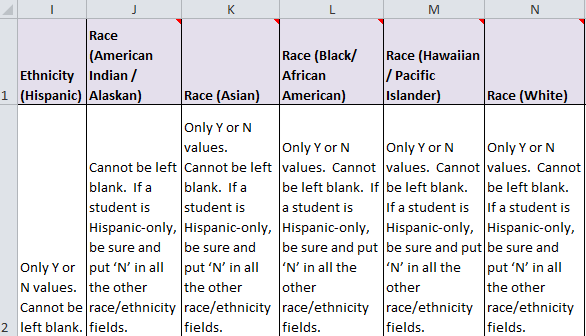 I J K L M N
1
Ethnicity
(Hispanic)
Race
(American
Indian /
Alaskan)
Race (Asian)
Race (Black/
African
American)
Race (Hawaiian
/ Pacific
Islander)
Race (White)
2
Only Y or
N values.
Cannot be
left blank.
Cannot be left
blank.  If a
student is
Hispanic-only,
be sure and
put ‘N’ in all
the other
race/ethnicity
fields.
Only Y or N
values.
Cannot be left
blank.  If a
student is
Hispanic-only,
be sure and
put ‘N’ in all
the other
race/ethnicity
fields.
Only Y or N
values.  Cannot
be left blank.  If
a student is
Hispanic-only,
be sure and put
‘N’ in all the
other
race/ethnicity
fields.
Only Y or N
values.  Cannot
be left blank.
If a student is
Hispanic-only,
be sure and put
‘N’ in all the
other
race/ethnicity
fields.
Only Y or N
values.  Cannot
be left blank.
If a student is
Hispanic-only,
be sure and
put ‘N’ in all
the other
race/ethnicity
fields.